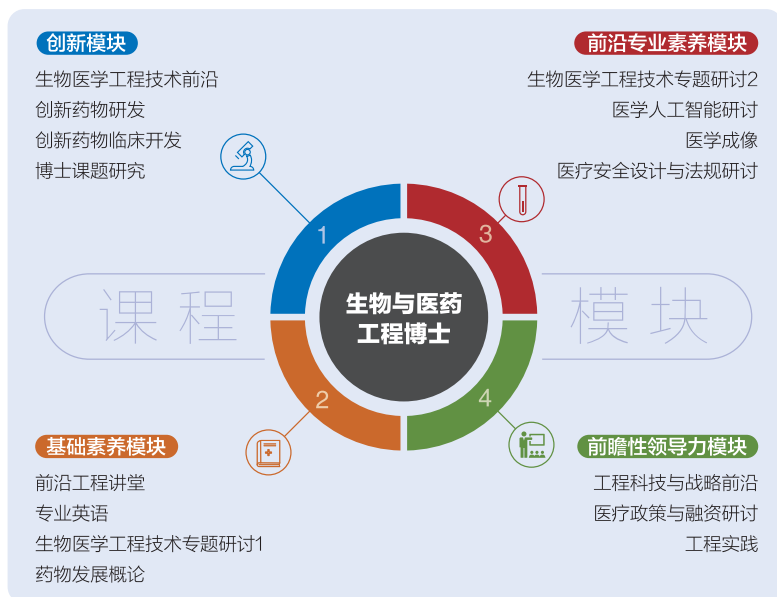 创新模块
生物医学工程技术前沿
创新药物研发
创新药物临床开发
博士课题研究
前沿专业素养模块
生物医学工程技术专题研讨2
医学人工智能研讨
医学成像
医疗安全设计与法规研讨
1
3
课程
生物与医药
工程博士
模块
2
4
基础素养模块
前沿工程讲堂
专业英语
生物医学工程技术专题研讨1
药物发展概论
前瞻性领导力模块
工程科技与战略前沿
医疗政策与融资研讨
工程实践